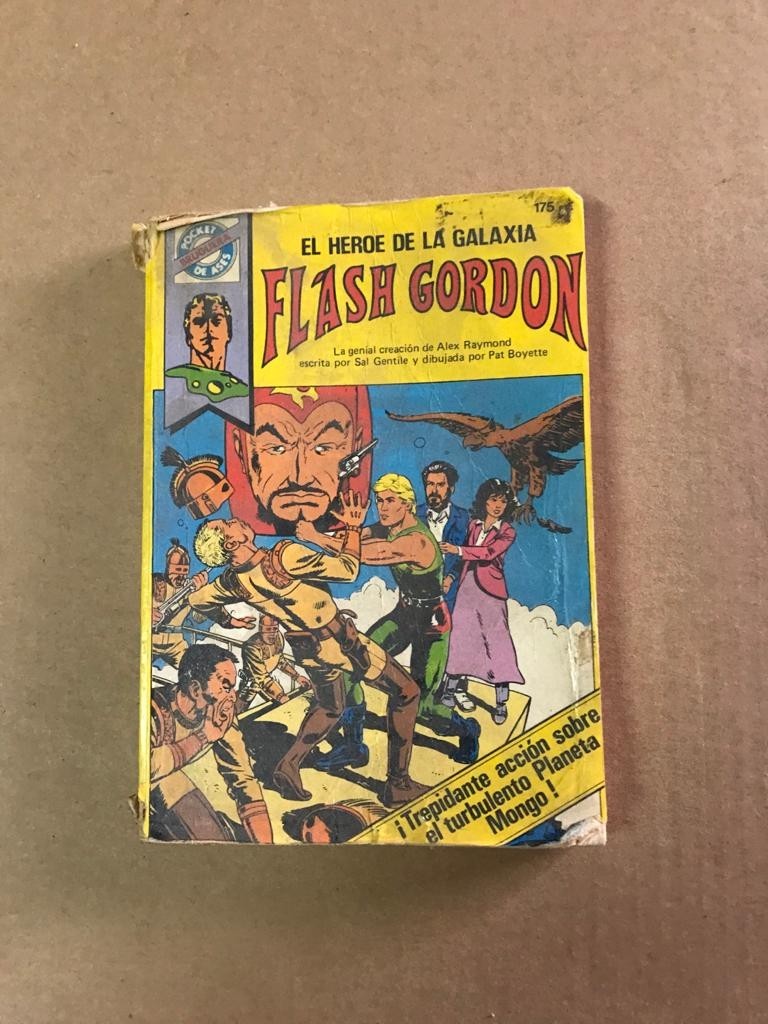 175
POCKET
BRUGUERA
DE ASES
EL HEROE DE LA GALAXIA
FLASH GORDON
La genial creación de Alex Raymond
escrita por Sal Gentile y dibujada por Pat Boyette
¡Trepidante acción sobre
el turbulento Planeta
Mongo!